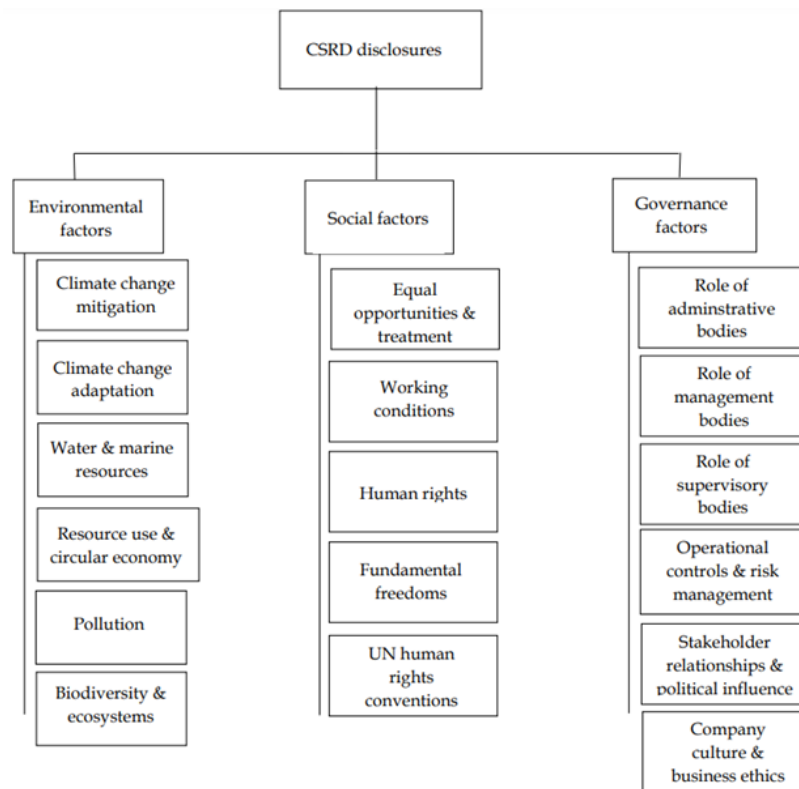 CSRD disclosures
Environmental
factors
Climate change
mitigation
Climate change
adaptation
Water & marine
resources
Resource use &
circular economy
Pollution
Biodiversity &
ecosystems
Social factors
Equal
opportunities &
treatment
Working
conditions
Human rights
Fundamental
freedoms
UN human
rights
conventions
Governance
factors
Role of
adminstrative
bodies
Role of
management
bodies
Role of
supervisory
bodies
Operational
controls & risk
management
Stakeholder
relationships &
political influence
Company
culture &
business ethics